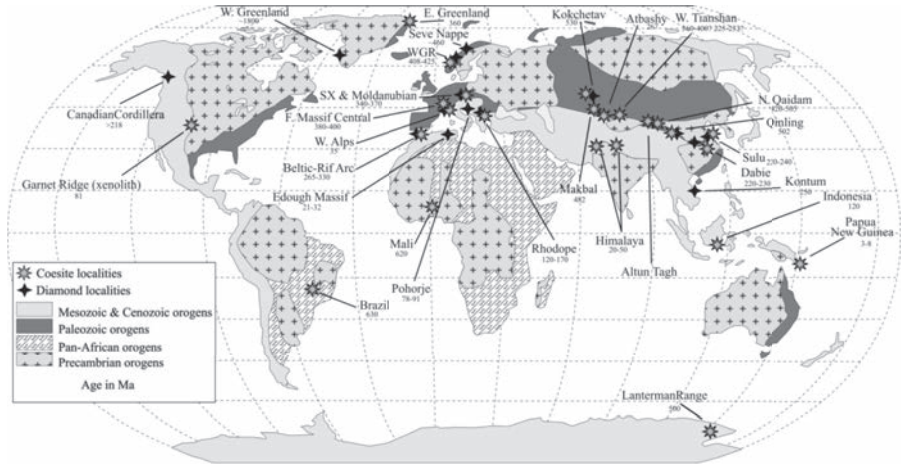 W. Greenland
~1800
E. Greenland
360
Seve Nappe
460
WGR
408-425
Kokchetav
530
Atbashy
267
W. Tianshan
CanadianCordillera
>218
Garnet Ridge (xenolith)
81
SX & Moldanubian
340-370
F. Massif Central
380-400
W. Alps
35
Beltic-Rif Arc
265-330
Edough Massif
21-32
N. Qaidam
Qinling
502
Sulu
220-240
Dabie
220-230
Kontum
250
Makbal
482
Himalaya
20-50
Altun Tagh
Indonesia
120
Papua
New Guinea
3-8
Mali
620
Pohorje
78-91
Rhodope
120-170
Brazil
630
LantermanRange
500
Coesite localities
Diamond localities
Mesozoic & Cenozoic orogens
Paleozoic orogens
Pan-African orogens
Precambrian orogens
Age in Ma